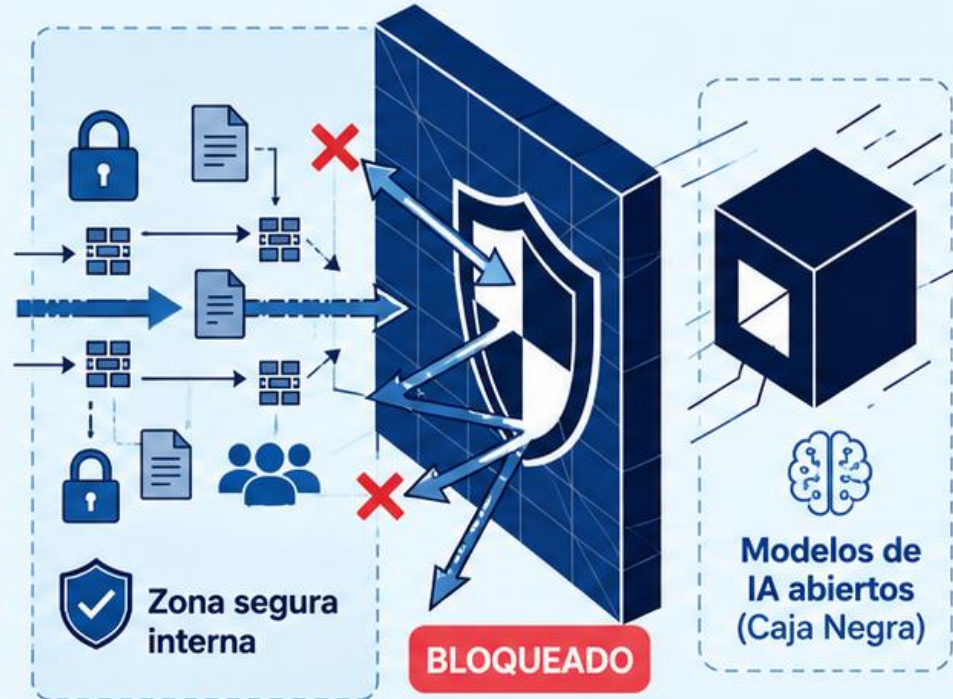 Zona segura
interna
BLOQUEADO
Modelos de
IA abiertos
(Caja Negra)